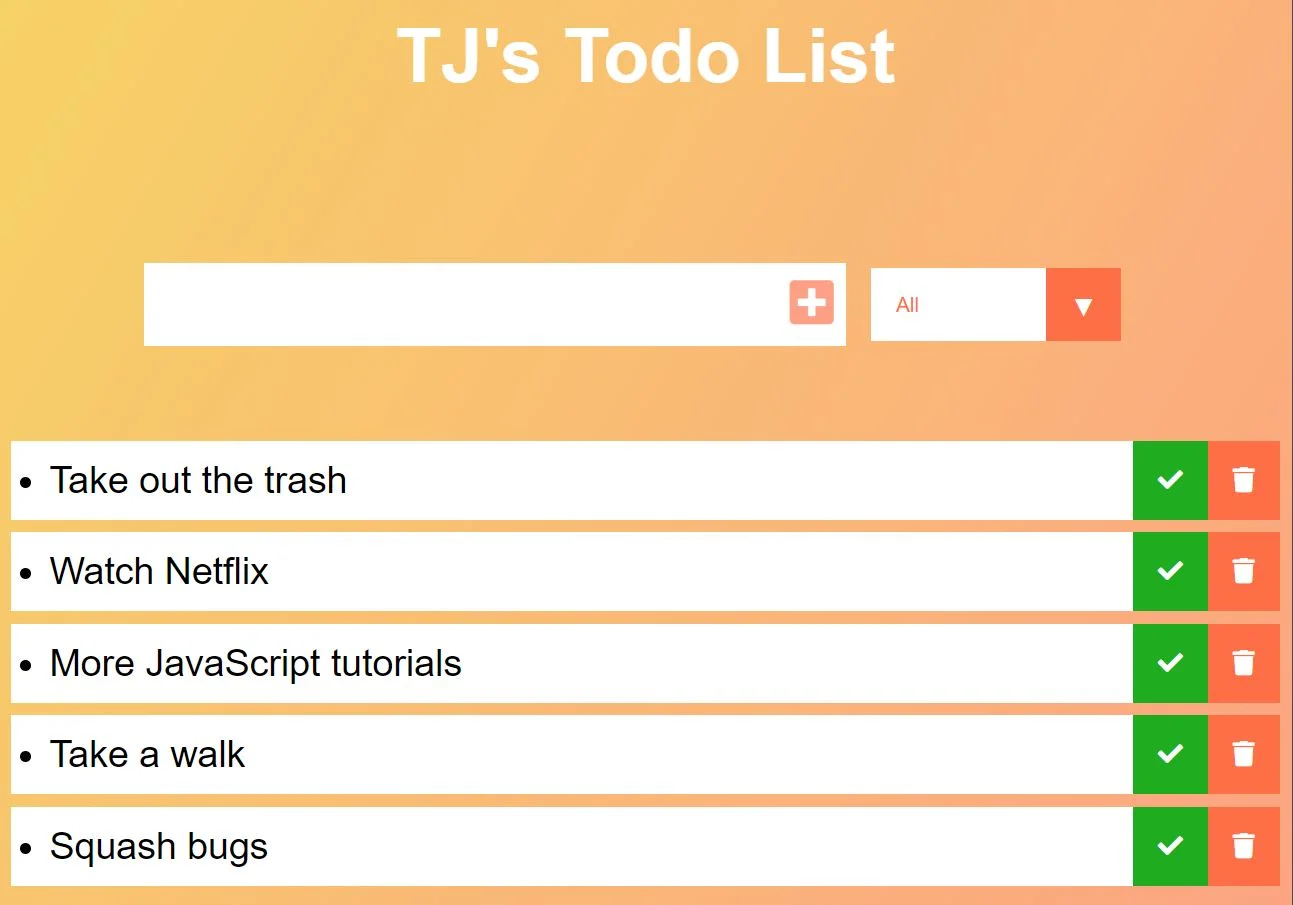 TJ's Todo List
All
Take out the trash
Watch Netflix
More JavaScript tutorials
Take a walk
Squash bugs